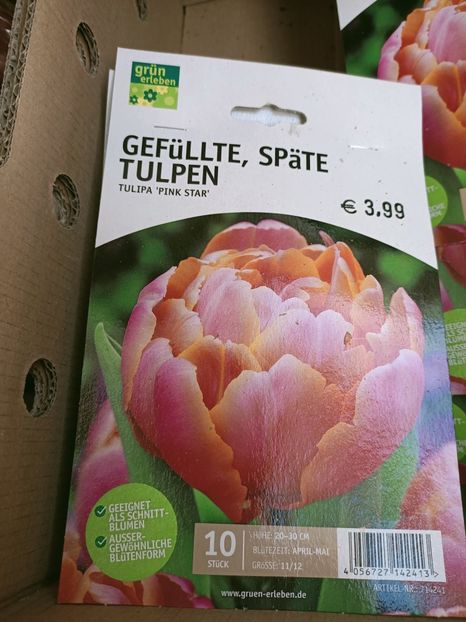 grün
erleben
GEFüLLTE, SPäTE
TULPEN
TULIPA 'PINK STAR'
€ 3,99
GEEIGNET
ALS SCHNITT-
BLUMEN
AUSSER-
GEWÖHNLICHE
BLÜTENFORM
10
STÜCK
HÖHE: 20-30 CM
BLÜTEZEIT: APRIL-MAI
GRÖSSE: 11/12
4 056727 142413
ARTIKEL-NR.: 714241
www.gruen-erleben.de